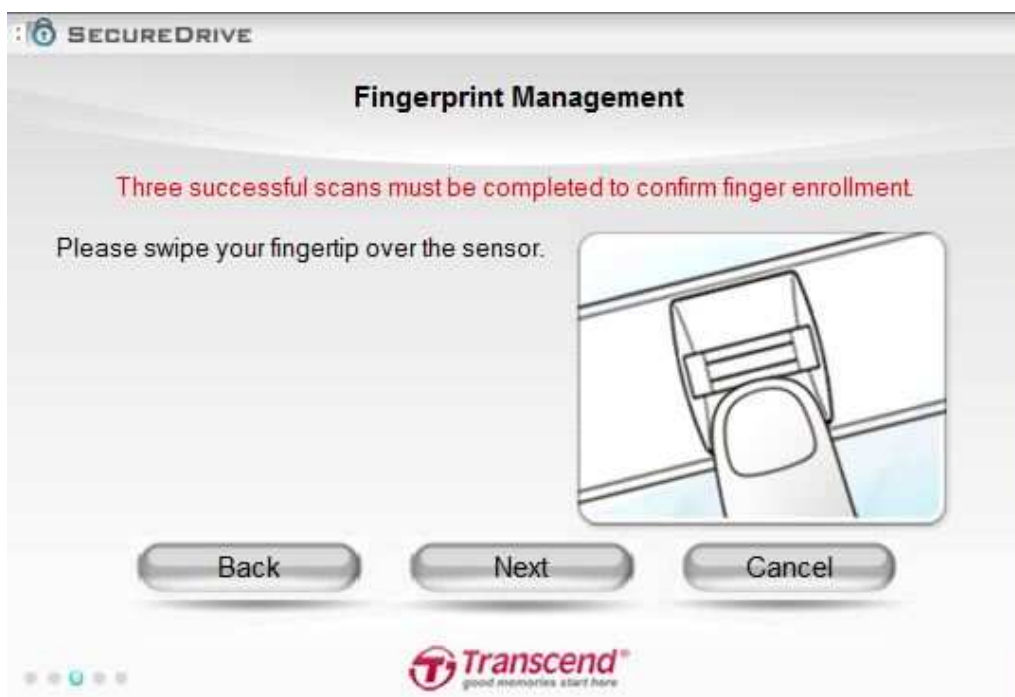 SECUREDRIVE
Fingerprint Management
Three successful scans must be completed to confirm finger enrollment.
Please swipe your fingertip over the sensor.
Back Next Cancel
Transcend®
good memories start here